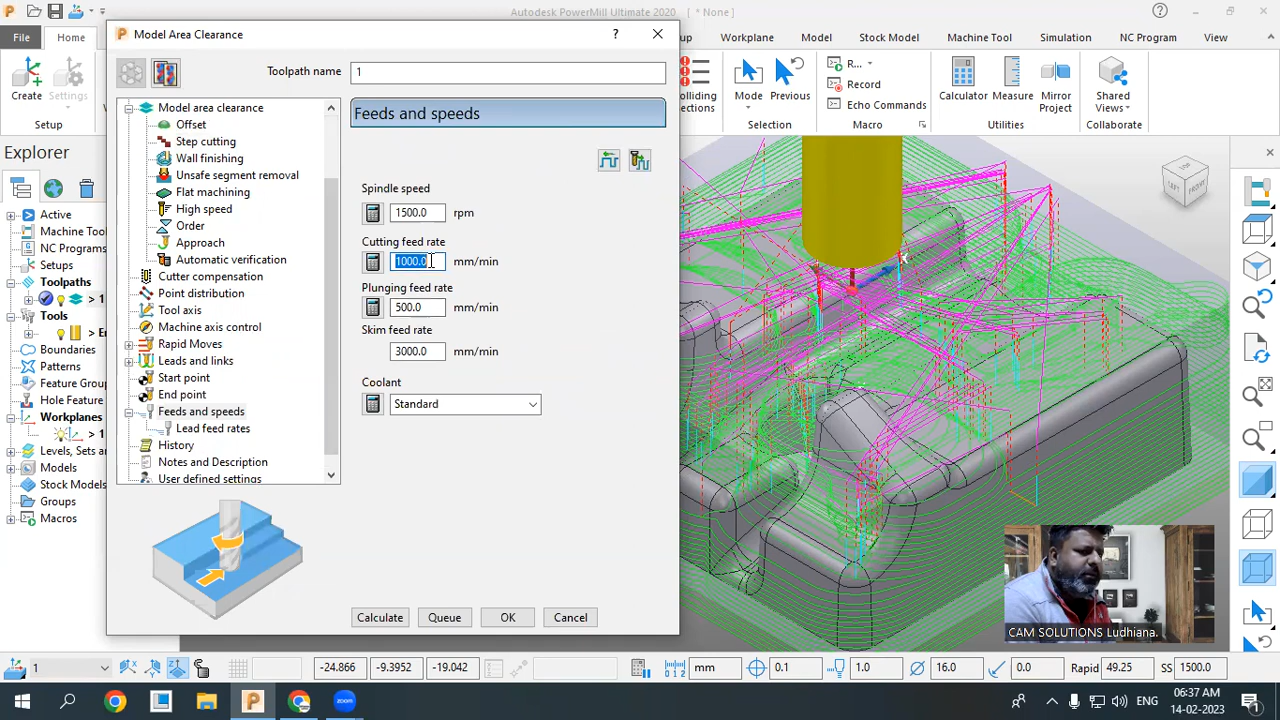 Autodesk PowerMill Ultimate 2020   [ * None ]
File
Home
Workplane
Model
Stock Model
Machine Tool
Simulation
NC Program
View
Create
Settings
Setup
Mode
Previous
Selection
R...
Record
Echo Commands
Macro
Calculator
Measure
Mirror
Project
Utilities
Shared
Views
Collaborate
Explorer
Active
Machine Tool
NC Programs
Setups
Toolpaths
> 1
Tools
Boundaries
Patterns
Feature Group
Hole Feature
Workplanes
> 1
Levels, Sets an
Models
Stock Models
Groups
Macros
Model Area Clearance
?
Toolpath name
1
Model area clearance
Offset
Step cutting
Wall finishing
Unsafe segment removal
Flat machining
High speed
Order
Approach
Automatic verification
Cutter compensation
Point distribution
Tool axis
Machine axis control
Rapid Moves
Leads and links
Start point
End point
Feeds and speeds
Lead feed rates
History
Notes and Description
User defined settings
Feeds and speeds
Spindle speed
1500.0 rpm
Cutting feed rate
1000.0 mm/min
Plunging feed rate
500.0 mm/min
Skim feed rate
3000.0 mm/min
Coolant
Standard
Calculate
Queue
OK
Cancel
TOP
LEFT
CAM SOLUTIONS Ludhiana.
1
-24.866
-9.3952
-19.042
mm
0.1
1.0
16.0
0.0
Rapid 49.25
SS 1500.0
zoom
ENG
06:37 AM
14-02-2023
1